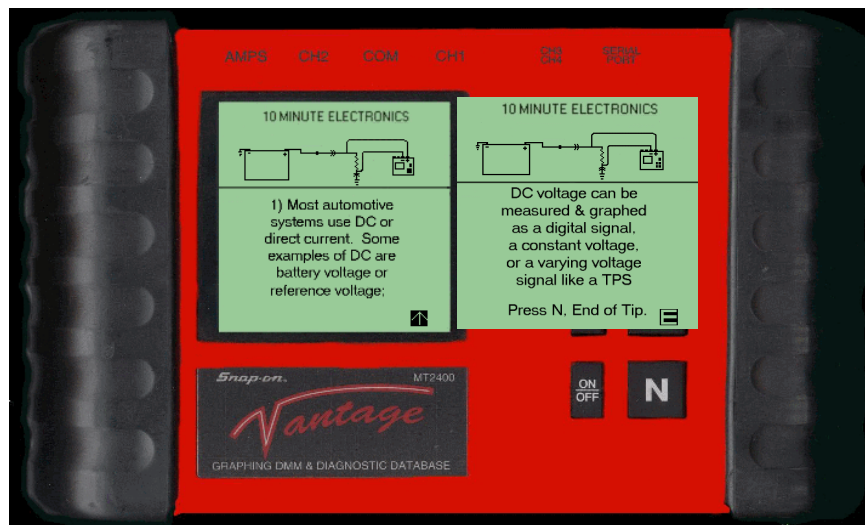 AMPS CH2 COM CH1 CH3 SERIAL
CH4 PORT
10 MINUTE ELECTRONICS
1) Most automotive
systems use DC or
direct current. Some
examples of DC are
battery voltage or
reference voltage;
10 MINUTE ELECTRONICS
DC voltage can be
measured & graphed
as a digital signal,
a constant voltage,
or a varying voltage
signal like a TPS
Press N, End of Tip.
Snap-on. MT2400
Vantage
GRAPHING DMM & DIAGNOSTIC DATABASE
ON
OFF
N